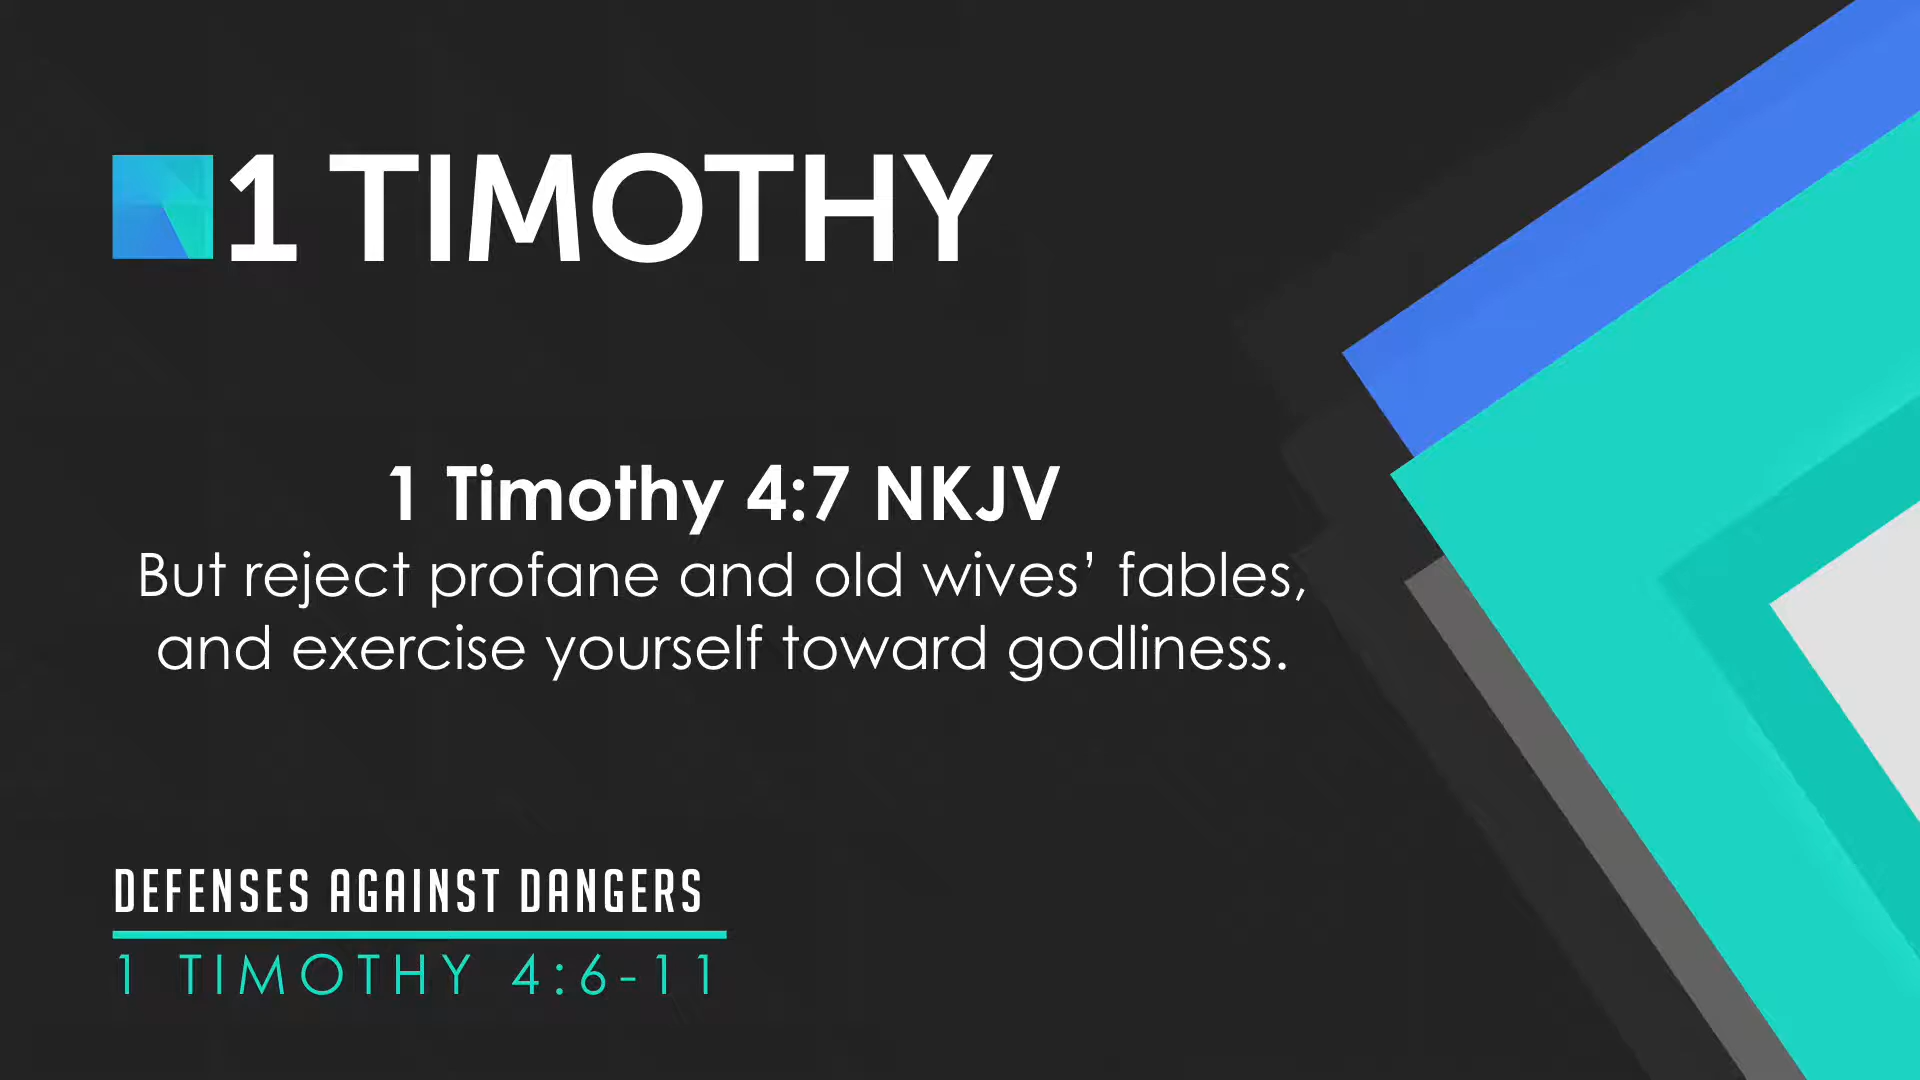 1 TIMOTHY
1 Timothy 4:7 NKJV
But reject profane and old wives’ fables,
and exercise yourself toward godliness.
DEFENSES AGAINST DANGERS
1 TIMOTHY 4:6-11